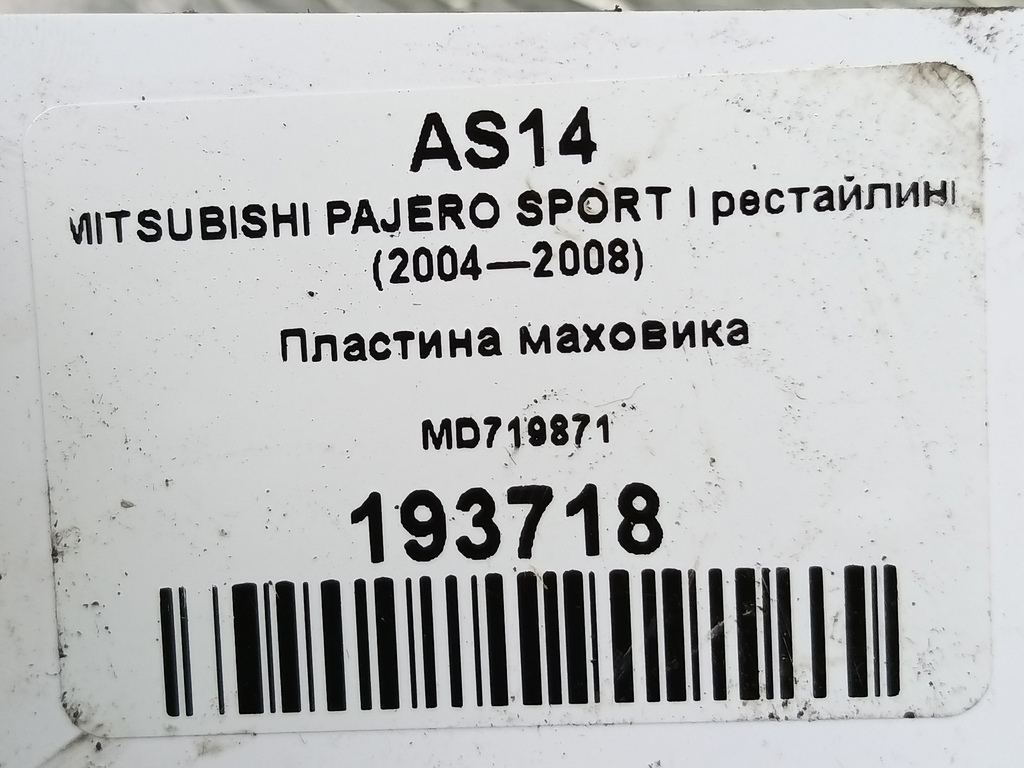 AS14
MITSUBISHI PAJERO SPORT I рестайлинг
(2004—2008)
Пластина маховика
MD719871
193718